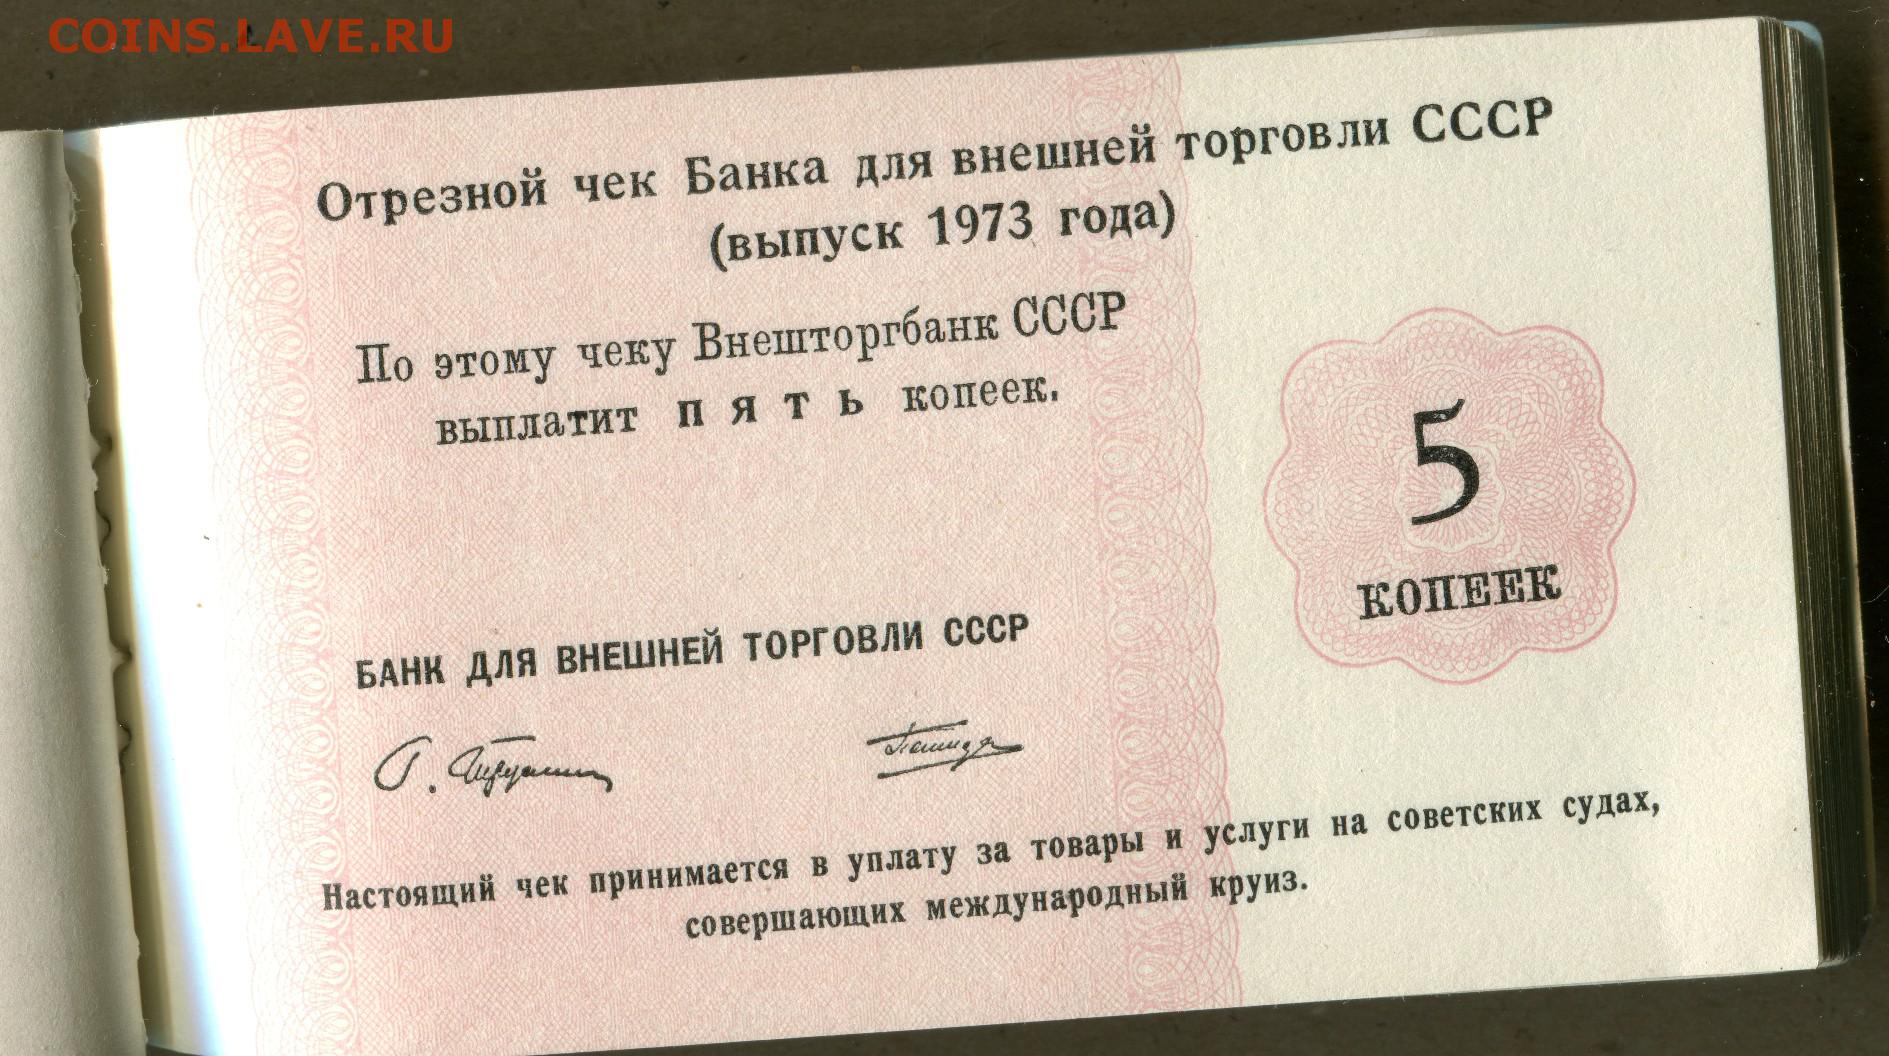 COINS.LAVE.RU
Отрезной чек Банка для внешней торговли СССР
(выпуск 1973 года)
По этому чеку Внешторгбанк СССР
выплатит пять копеек.
5
КОПЕЕК
БАНК ДЛЯ ВНЕШНЕЙ ТОРГОВЛИ СССР
Настоящий чек принимается в уплату за товары и услуги на советских судах,
совершающих международный круиз.